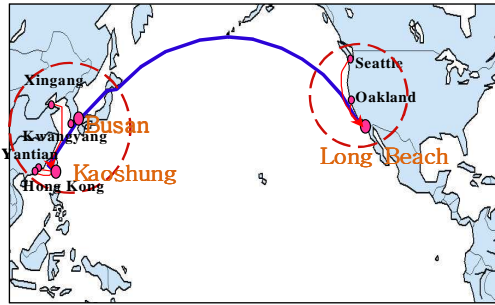 Seattle
Xingang
Oakland
Busan
Kwangyang
Long Beach
Yantian
Kaoshung
Hong Kong